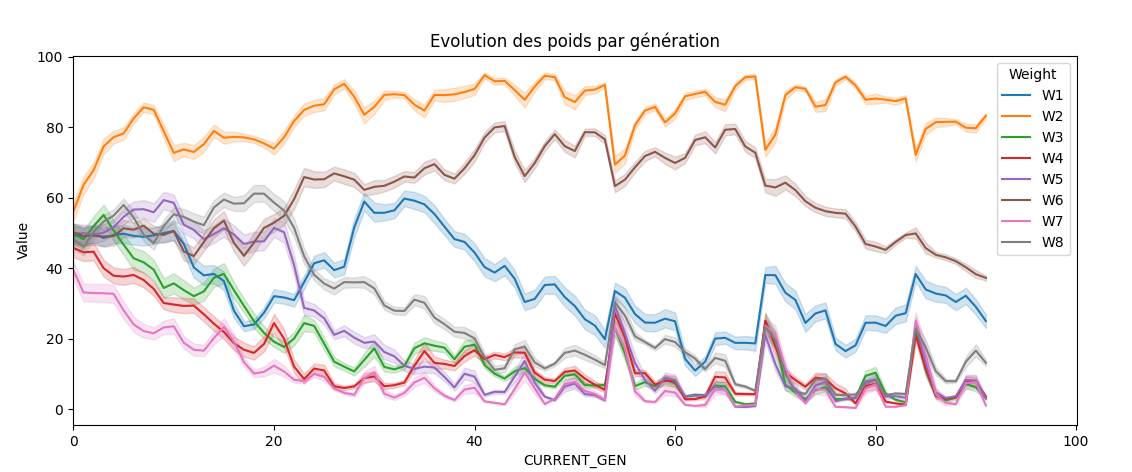 Evolution des poids par génération
Value
100
80
60
40
20
0
0
20
40
60
80
100
CURRENT_GEN
Weight
W1
W2
W3
W4
W5
W6
W7
W8